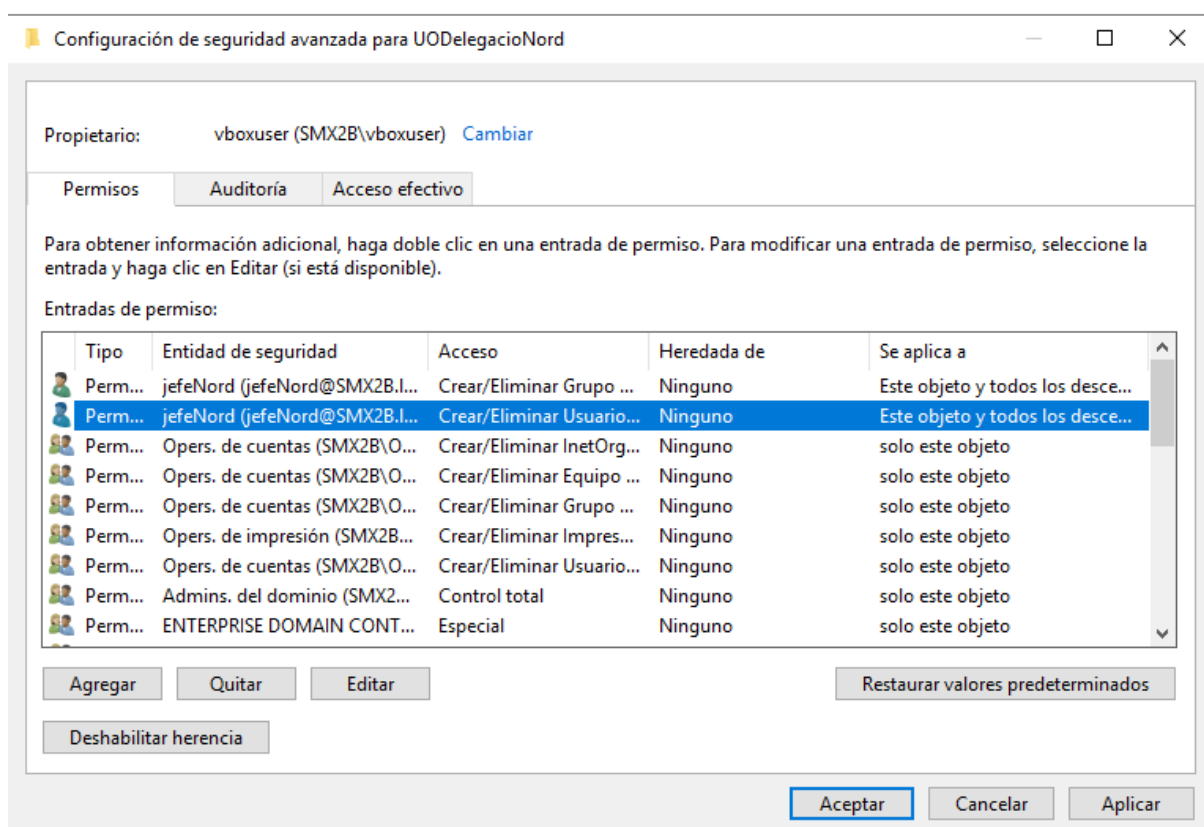 Configuración de seguridad avanzada para UODelegacioNord
Propietario: vboxuser (SMX2B\vboxuser) Cambiar
Permisos Auditoría Acceso efectivo
Para obtener información adicional, haga doble clic en una entrada de permiso. Para modificar una entrada de permiso, seleccione la
entrada y haga clic en Editar (si está disponible).
Entradas de permiso:
Tipo Entidad de seguridad Acceso Heredada de Se aplica a
Perm... jefeNord (jefeNord@SMX2B.l... Crear/Eliminar Grupo ... Ninguno Este objeto y todos los desce...
Perm... jefeNord (jefeNord@SMX2B.l... Crear/Eliminar Usuario... Ninguno Este objeto y todos los desce...
Perm... Opers. de cuentas (SMX2B\O... Crear/Eliminar InetOrg... Ninguno solo este objeto
Perm... Opers. de cuentas (SMX2B\O... Crear/Eliminar Equipo ... Ninguno solo este objeto
Perm... Opers. de cuentas (SMX2B\O... Crear/Eliminar Grupo ... Ninguno solo este objeto
Perm... Opers. de impresión (SMX2B... Crear/Eliminar Impres... Ninguno solo este objeto
Perm... Opers. de cuentas (SMX2B\O... Crear/Eliminar Usuario... Ninguno solo este objeto
Perm... Admins. del dominio (SMX2... Control total Ninguno solo este objeto
Perm... ENTERPRISE DOMAIN CONT... Especial Ninguno solo este objeto
Agregar Quitar Editar Restaurar valores predeterminados
Deshabilitar herencia
Aceptar Cancelar Aplicar